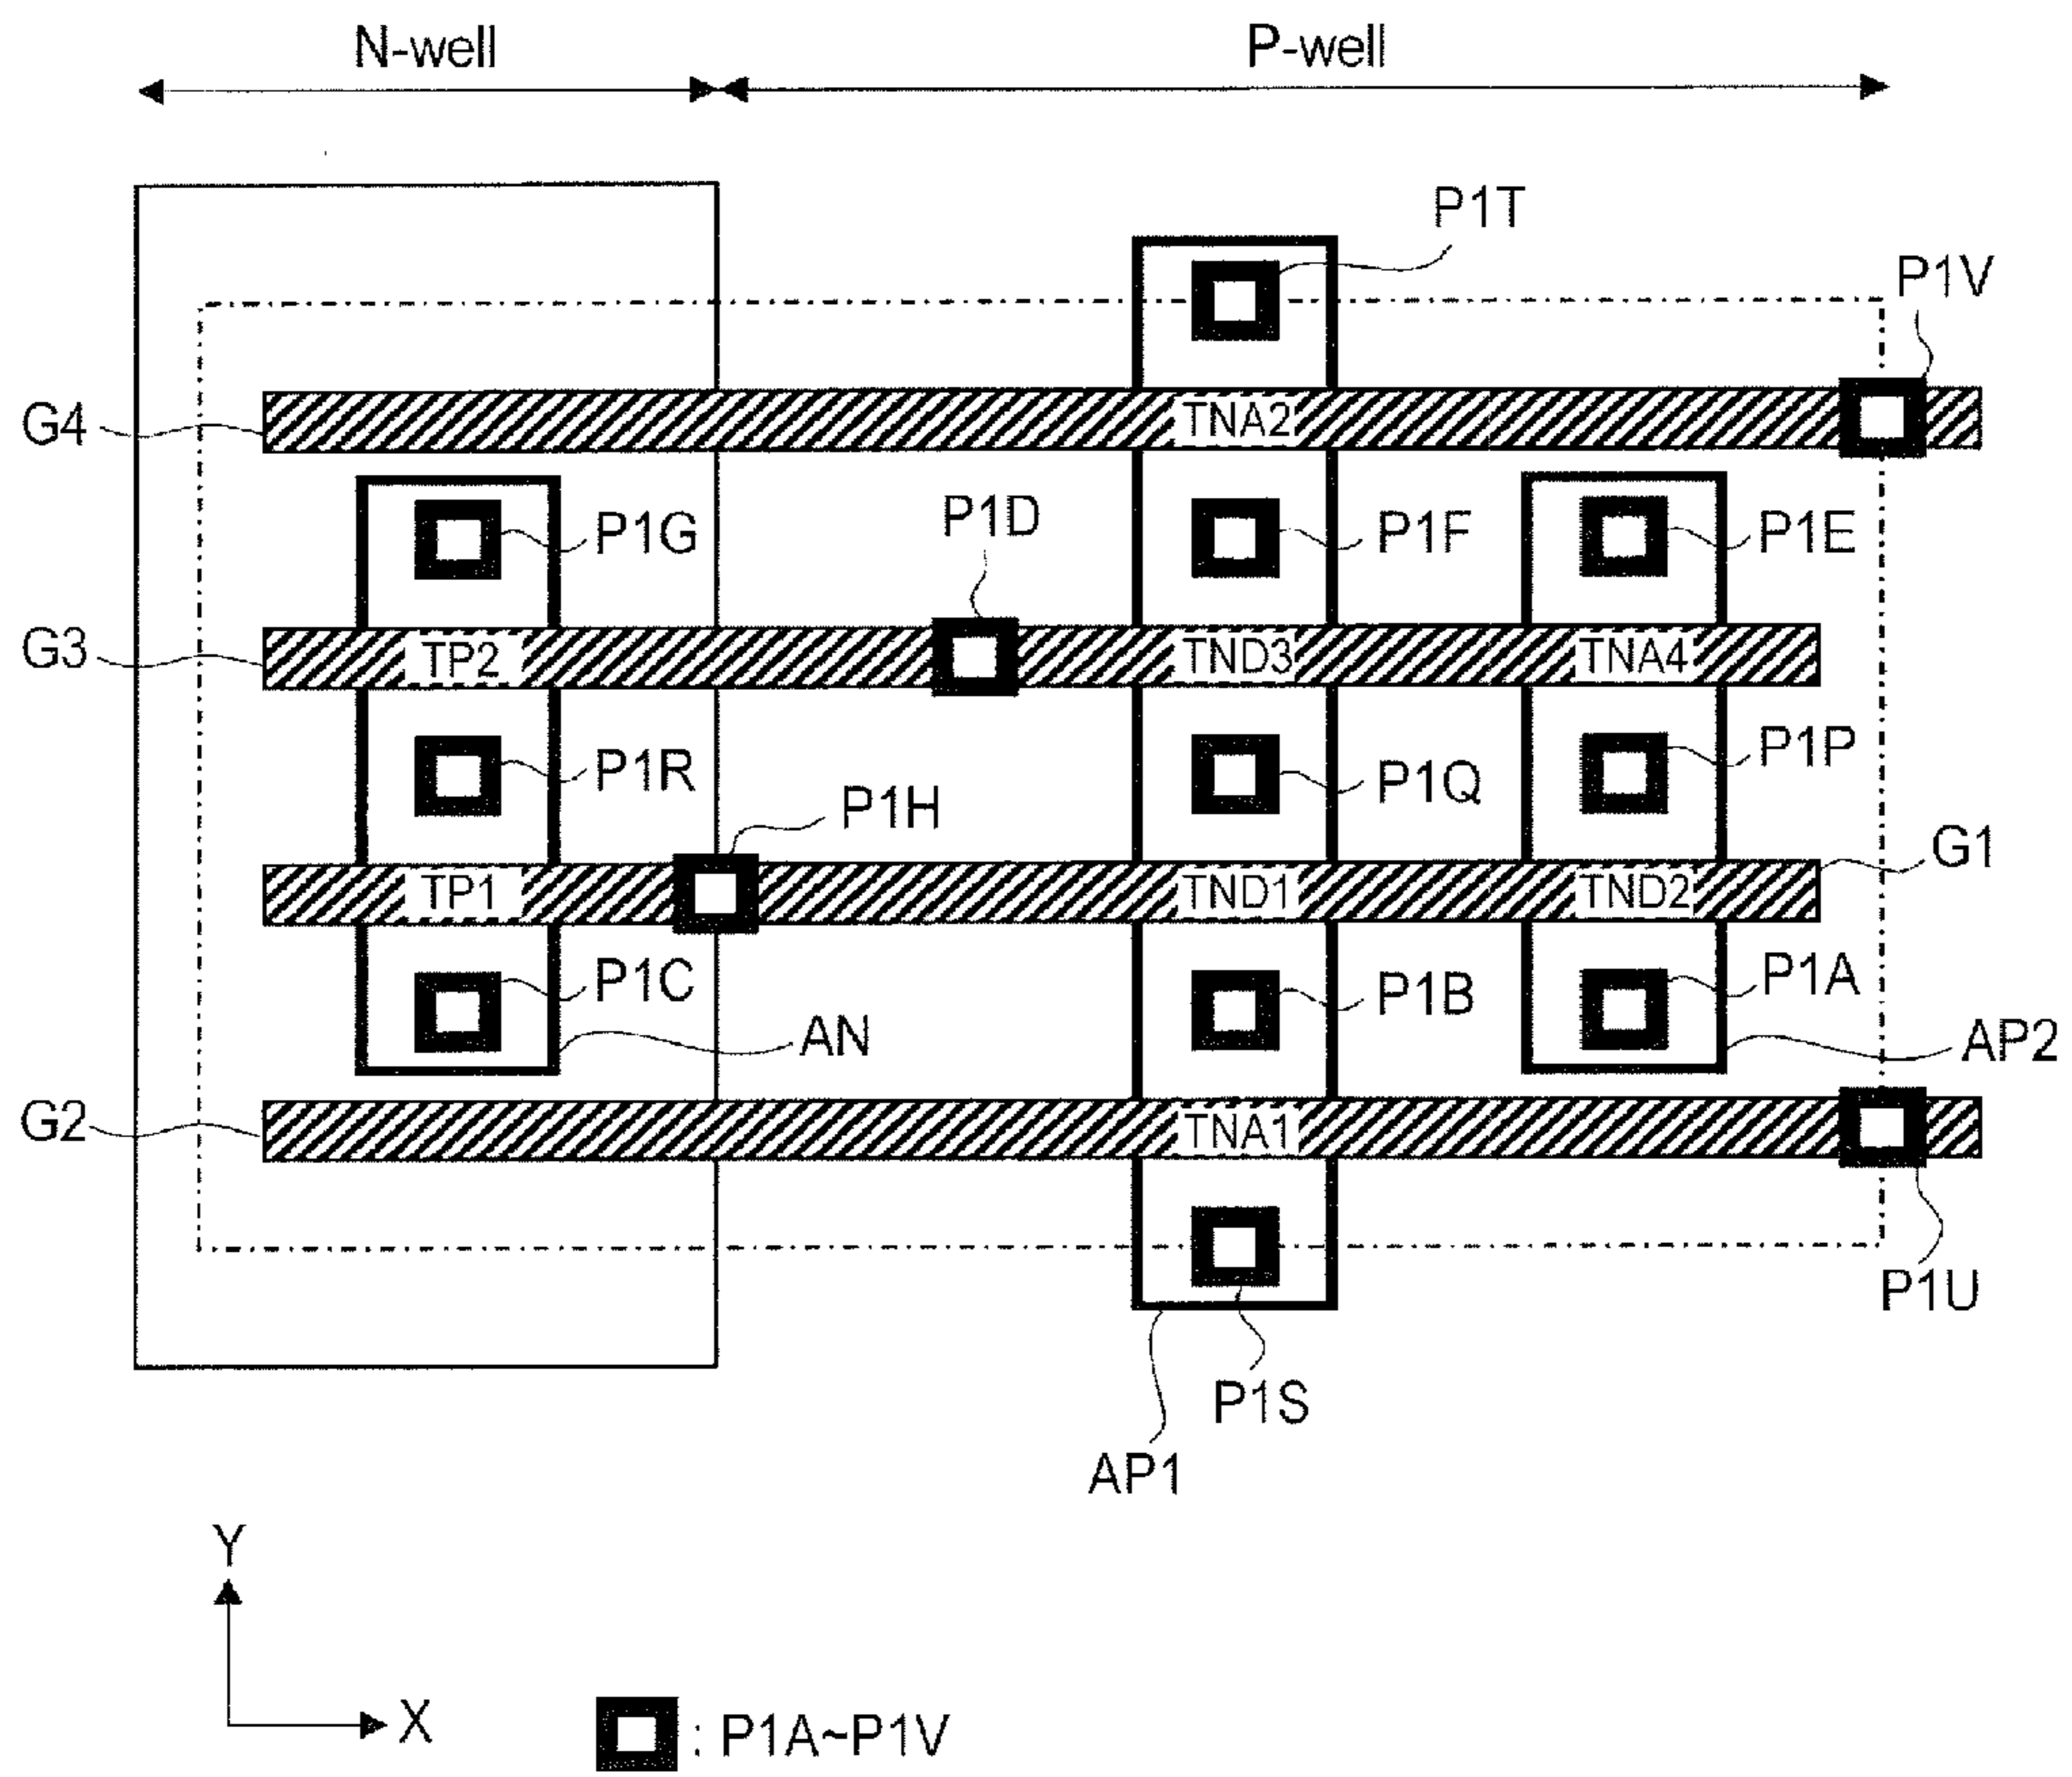 N-well P-well
P1T
P1V
G4 TNA2
P1G P1D P1F P1E
G3 TP2 TND3 TNA4
P1R P1Q P1P
P1H
G1
TP1 TND1 TND2
P1C P1B P1A
AN AP2
G2 TNA1
P1U
P1S
AP1
Y
X
: P1A~P1V